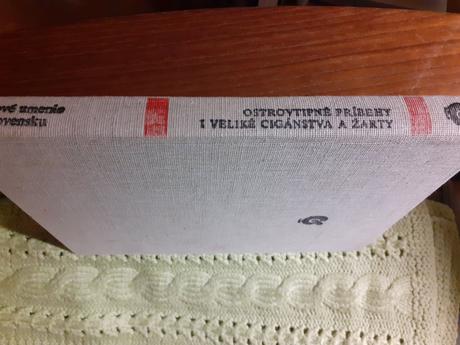 ové umenie
ovensku
OSTROVTIPNÉ PRÍBEHY
I VELIKÉ CIGÁNSTVA A ŽARTY